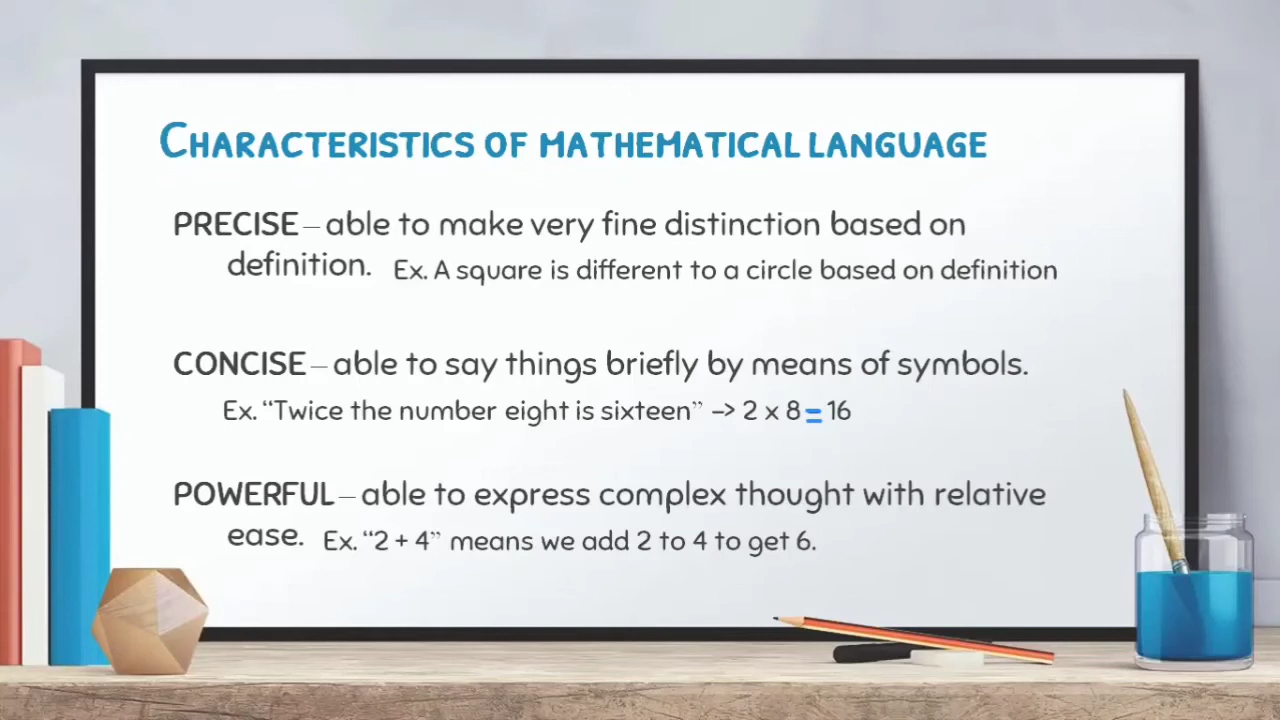 CHARACTERISTICS OF MATHEMATICAL LANGUAGE
PRECISE – able to make very fine distinction based on
definition. Ex. A square is different to a circle based on definition
CONCISE – able to say things briefly by means of symbols.
Ex. “Twice the number eight is sixteen” -> 2 x 8 = 16
POWERFUL – able to express complex thought with relative
ease. Ex. “2 + 4” means we add 2 to 4 to get 6.